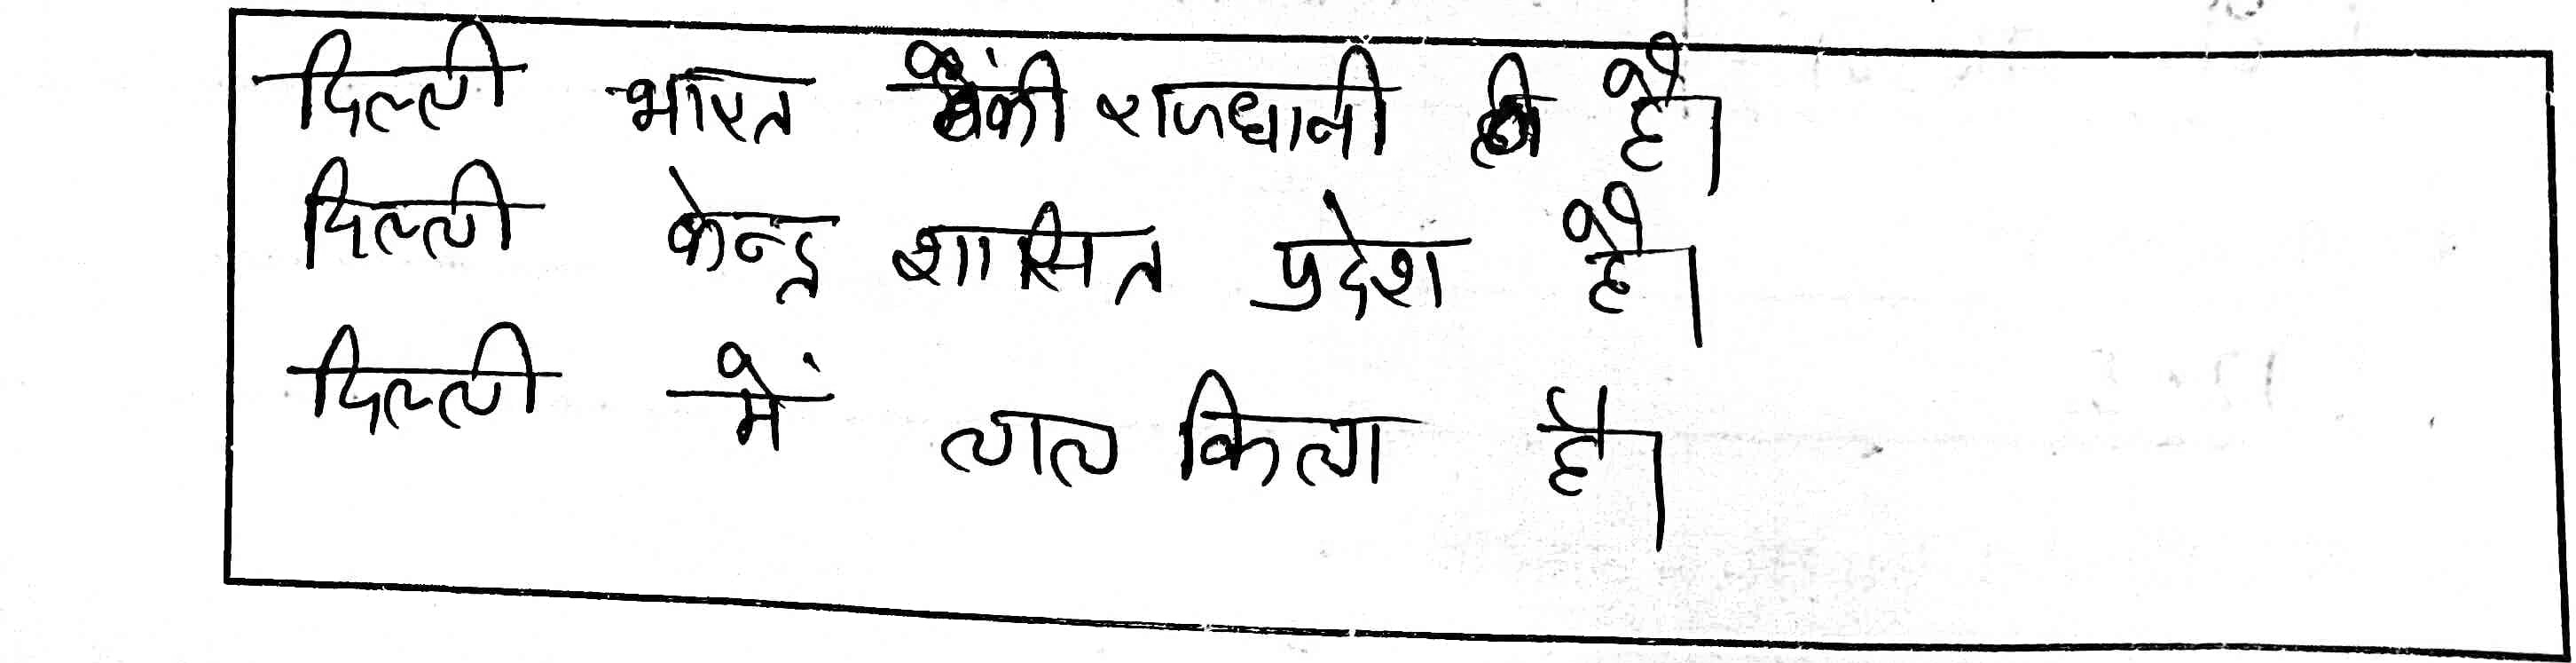 दिल्ली भारत की राजधानी है।
दिल्ली केन्द्र शासित प्रदेश है।
दिल्ली में लाल किला है।